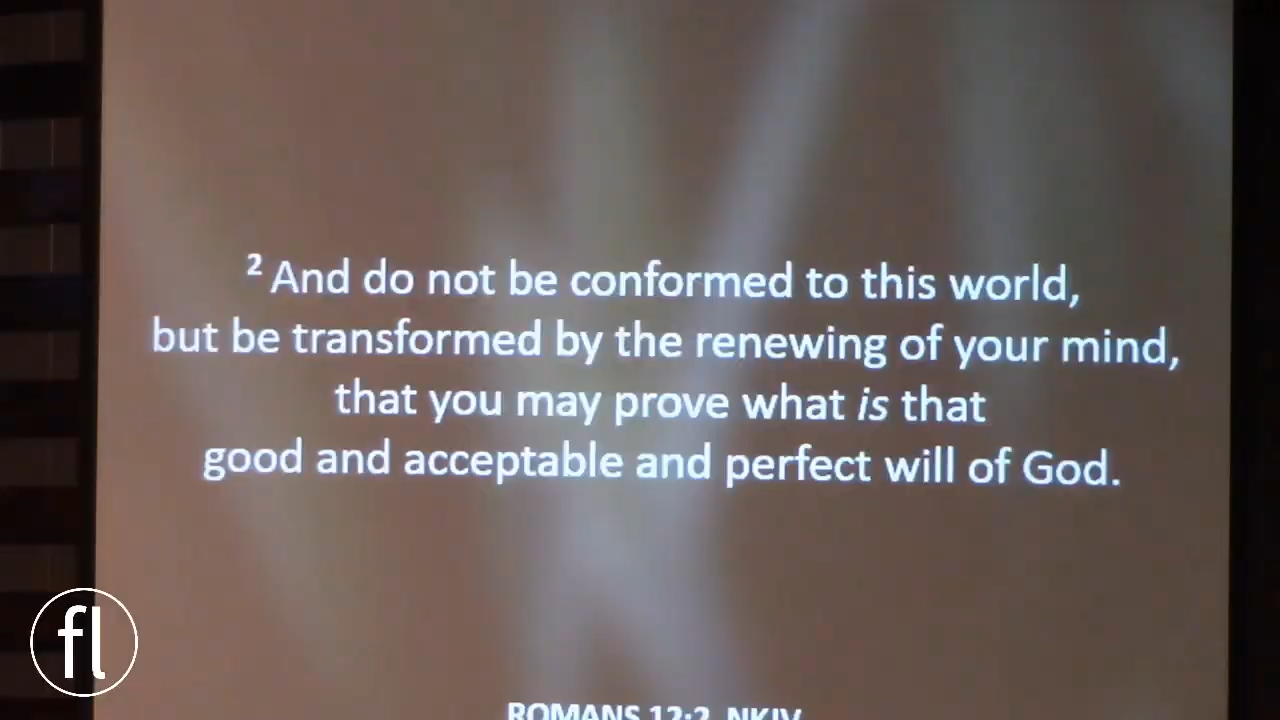 ² And do not be conformed to this world,
but be transformed by the renewing of your mind,
that you may prove what is that
good and acceptable and perfect will of God.
ROMANS 12:2, NKJV
fl